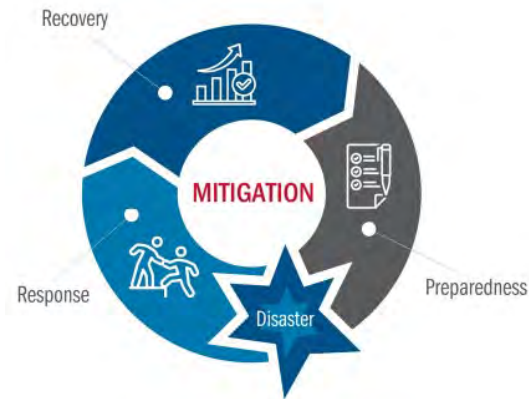 Recovery
MITIGATION
Response
Preparedness
Disaster